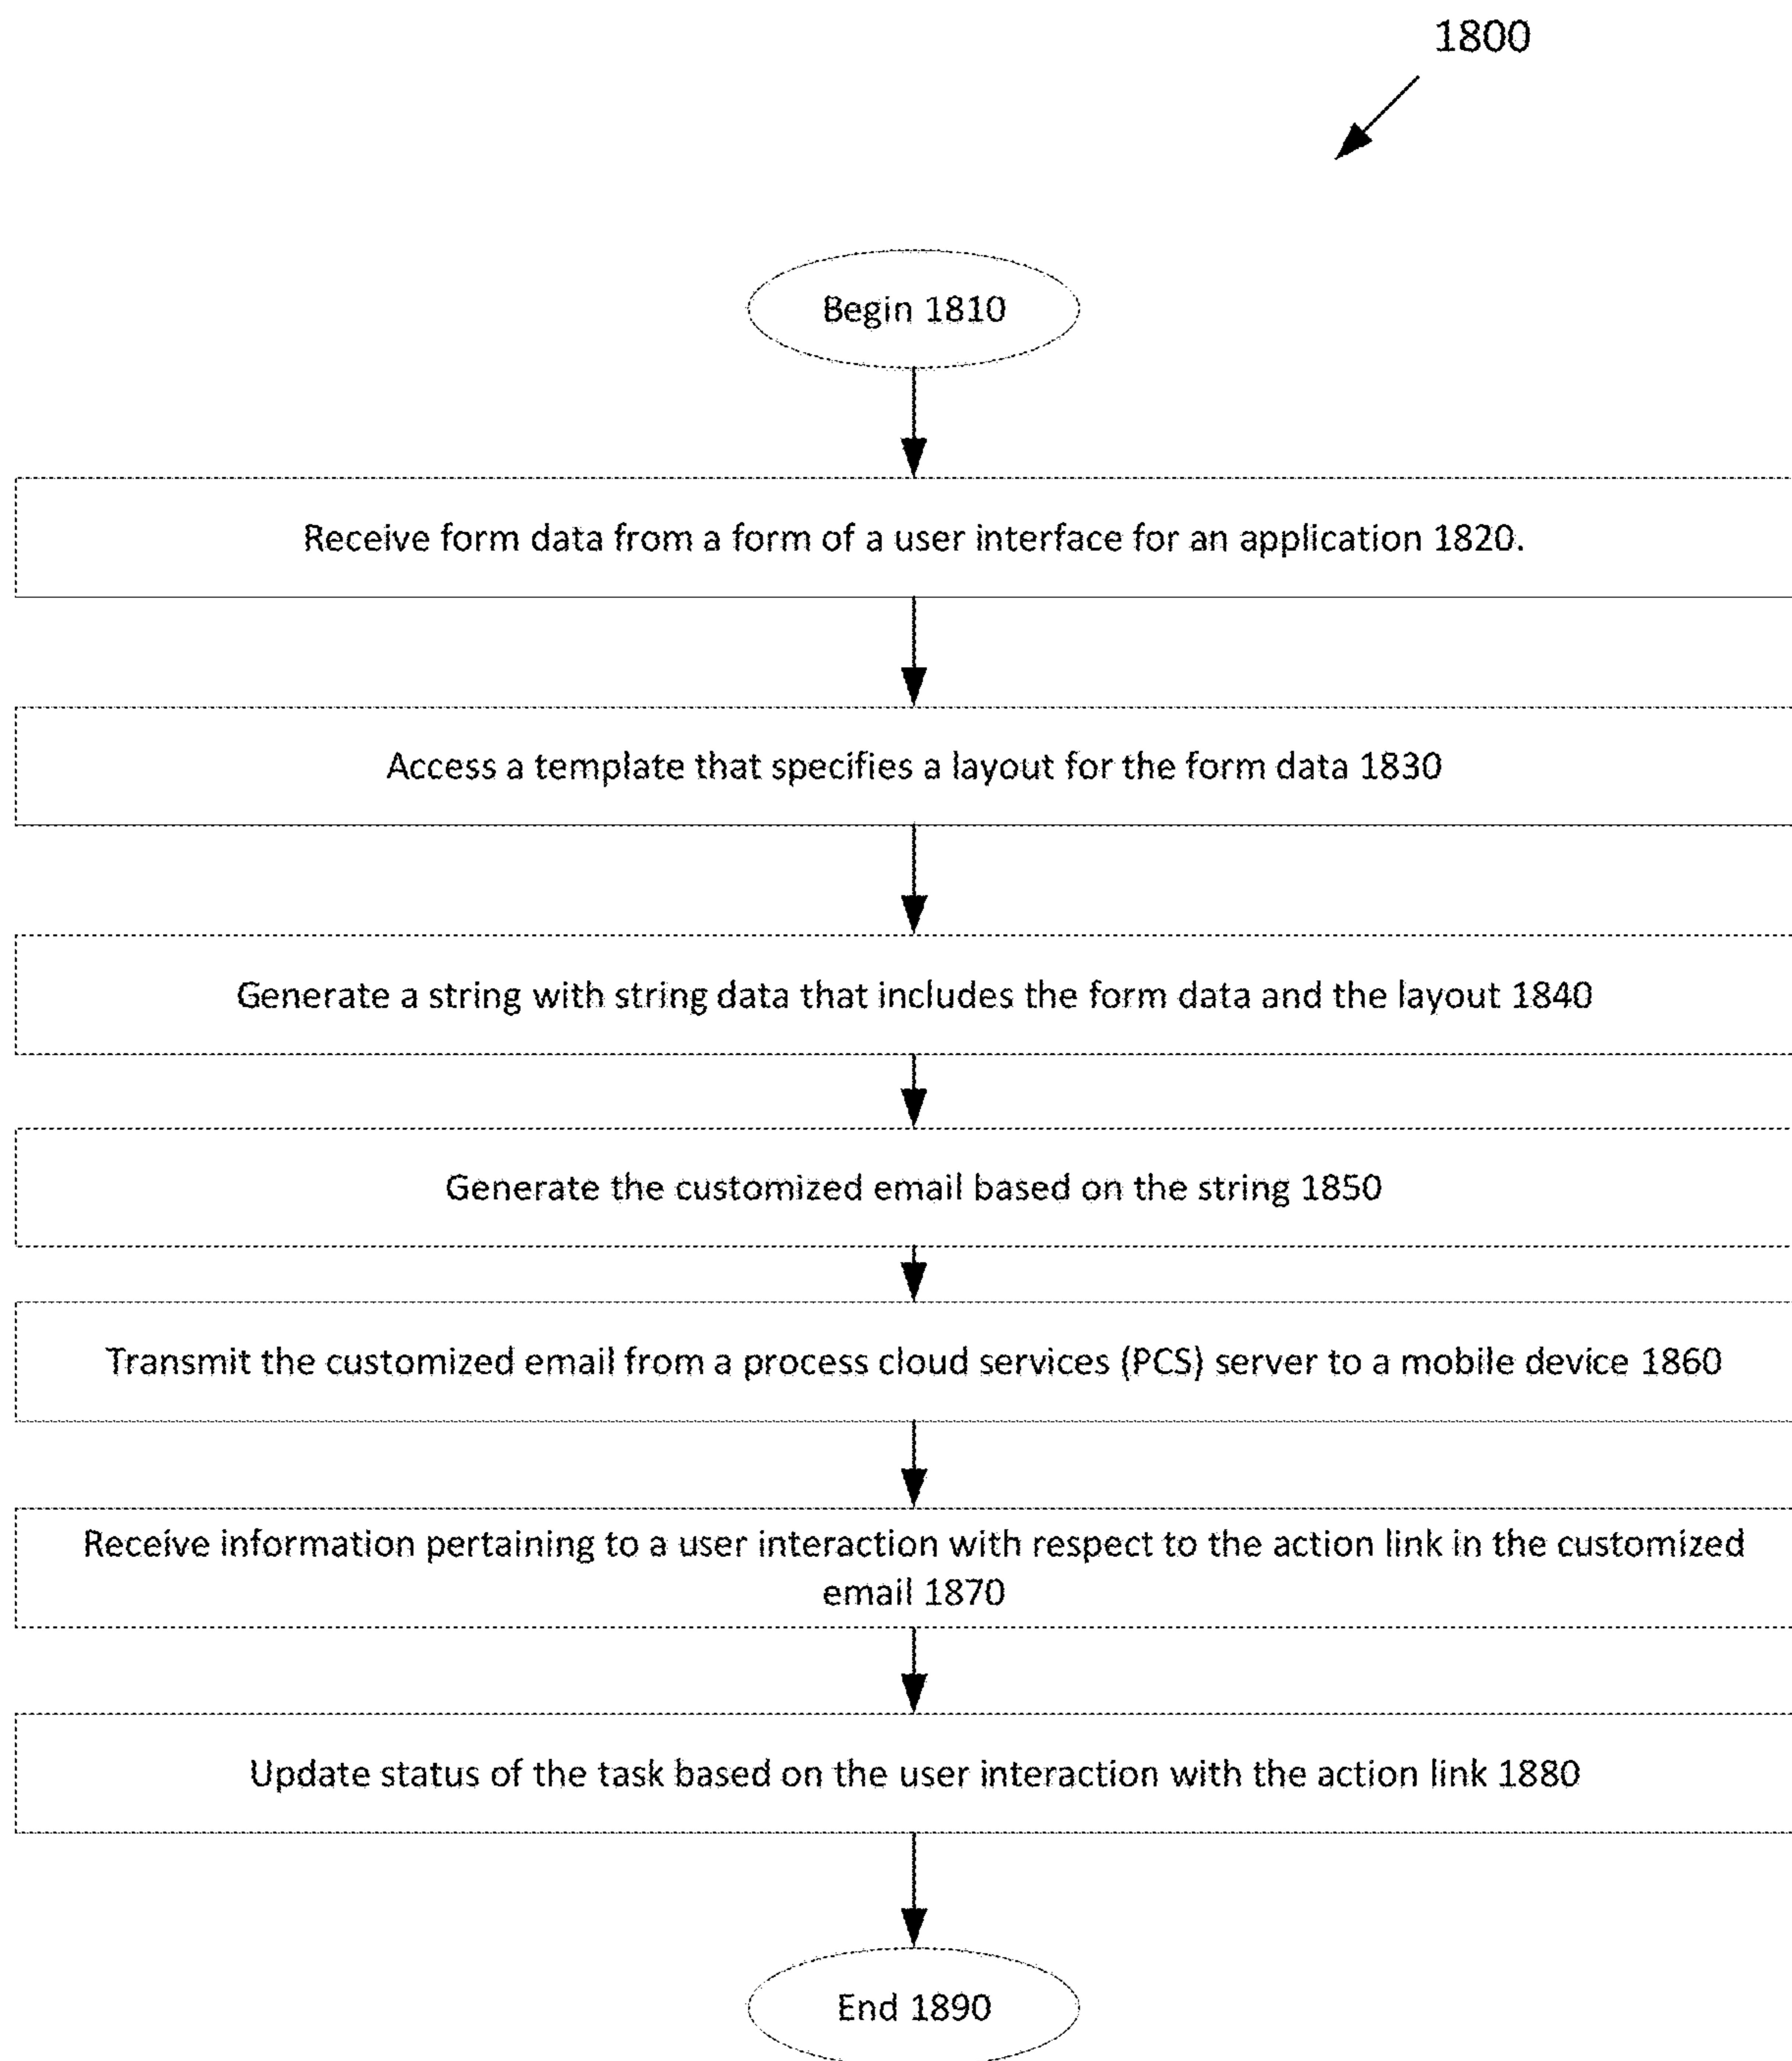 1800
Begin 1810
Receive form data from a form of a user interface for an application 1820.
Access a template that specifies a layout for the form data 1830
Generate a string with string data that includes the form data and the layout 1840
Generate the customized email based on the string 1850
Transmit the customized email from a process cloud services (PCS) server to a mobile device 1860
Receive information pertaining to a user interaction with respect to the action link in the customized
email 1870
Update status of the task based on the user interaction with the action link 1880
End 1890